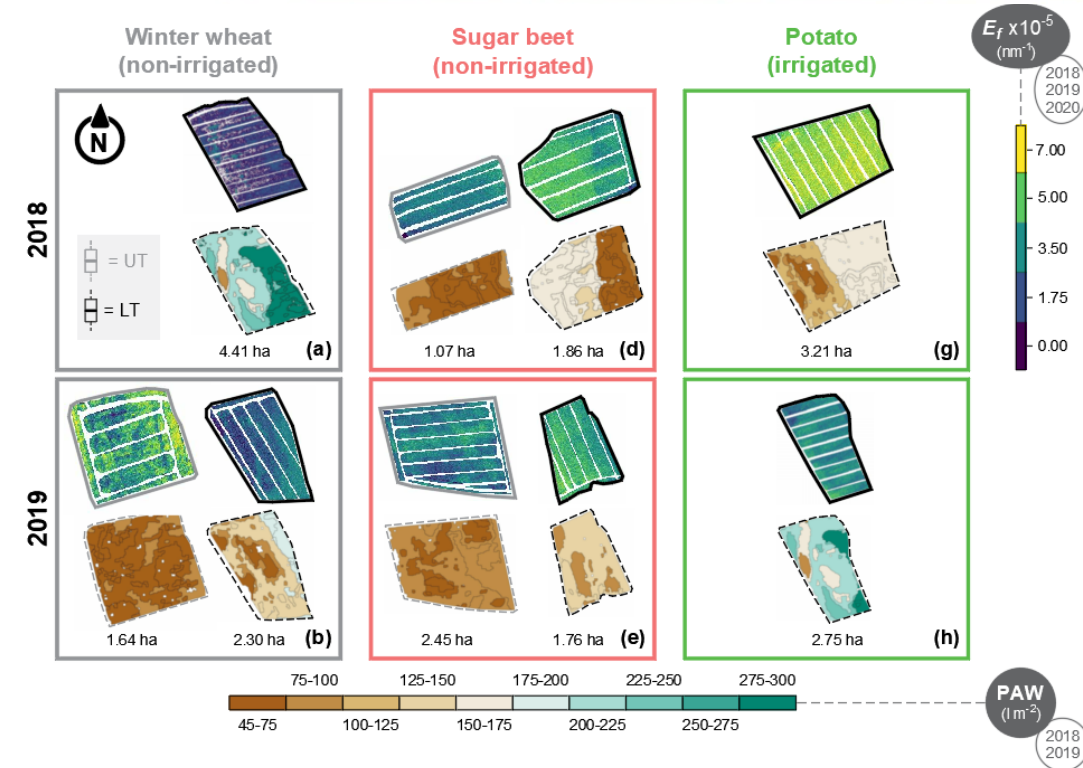 Winter wheat
(non-irrigated)
Sugar beet
(non-irrigated)
Potato
(irrigated)
E_f x10^-5
(nm^-1)
2018
2019
2020
7.00
5.00
3.50
1.75
0.00
2018
N
= UT
= LT
4.41 ha
(a)
1.07 ha
1.86 ha
(d)
3.21 ha
(g)
2019
1.64 ha
2.30 ha
(b)
2.45 ha
1.76 ha
(e)
2.75 ha
(h)
75-100
125-150
175-200
225-250
275-300
45-75
100-125
150-175
200-225
250-275
PAW
(l m^-2)
2018
2019